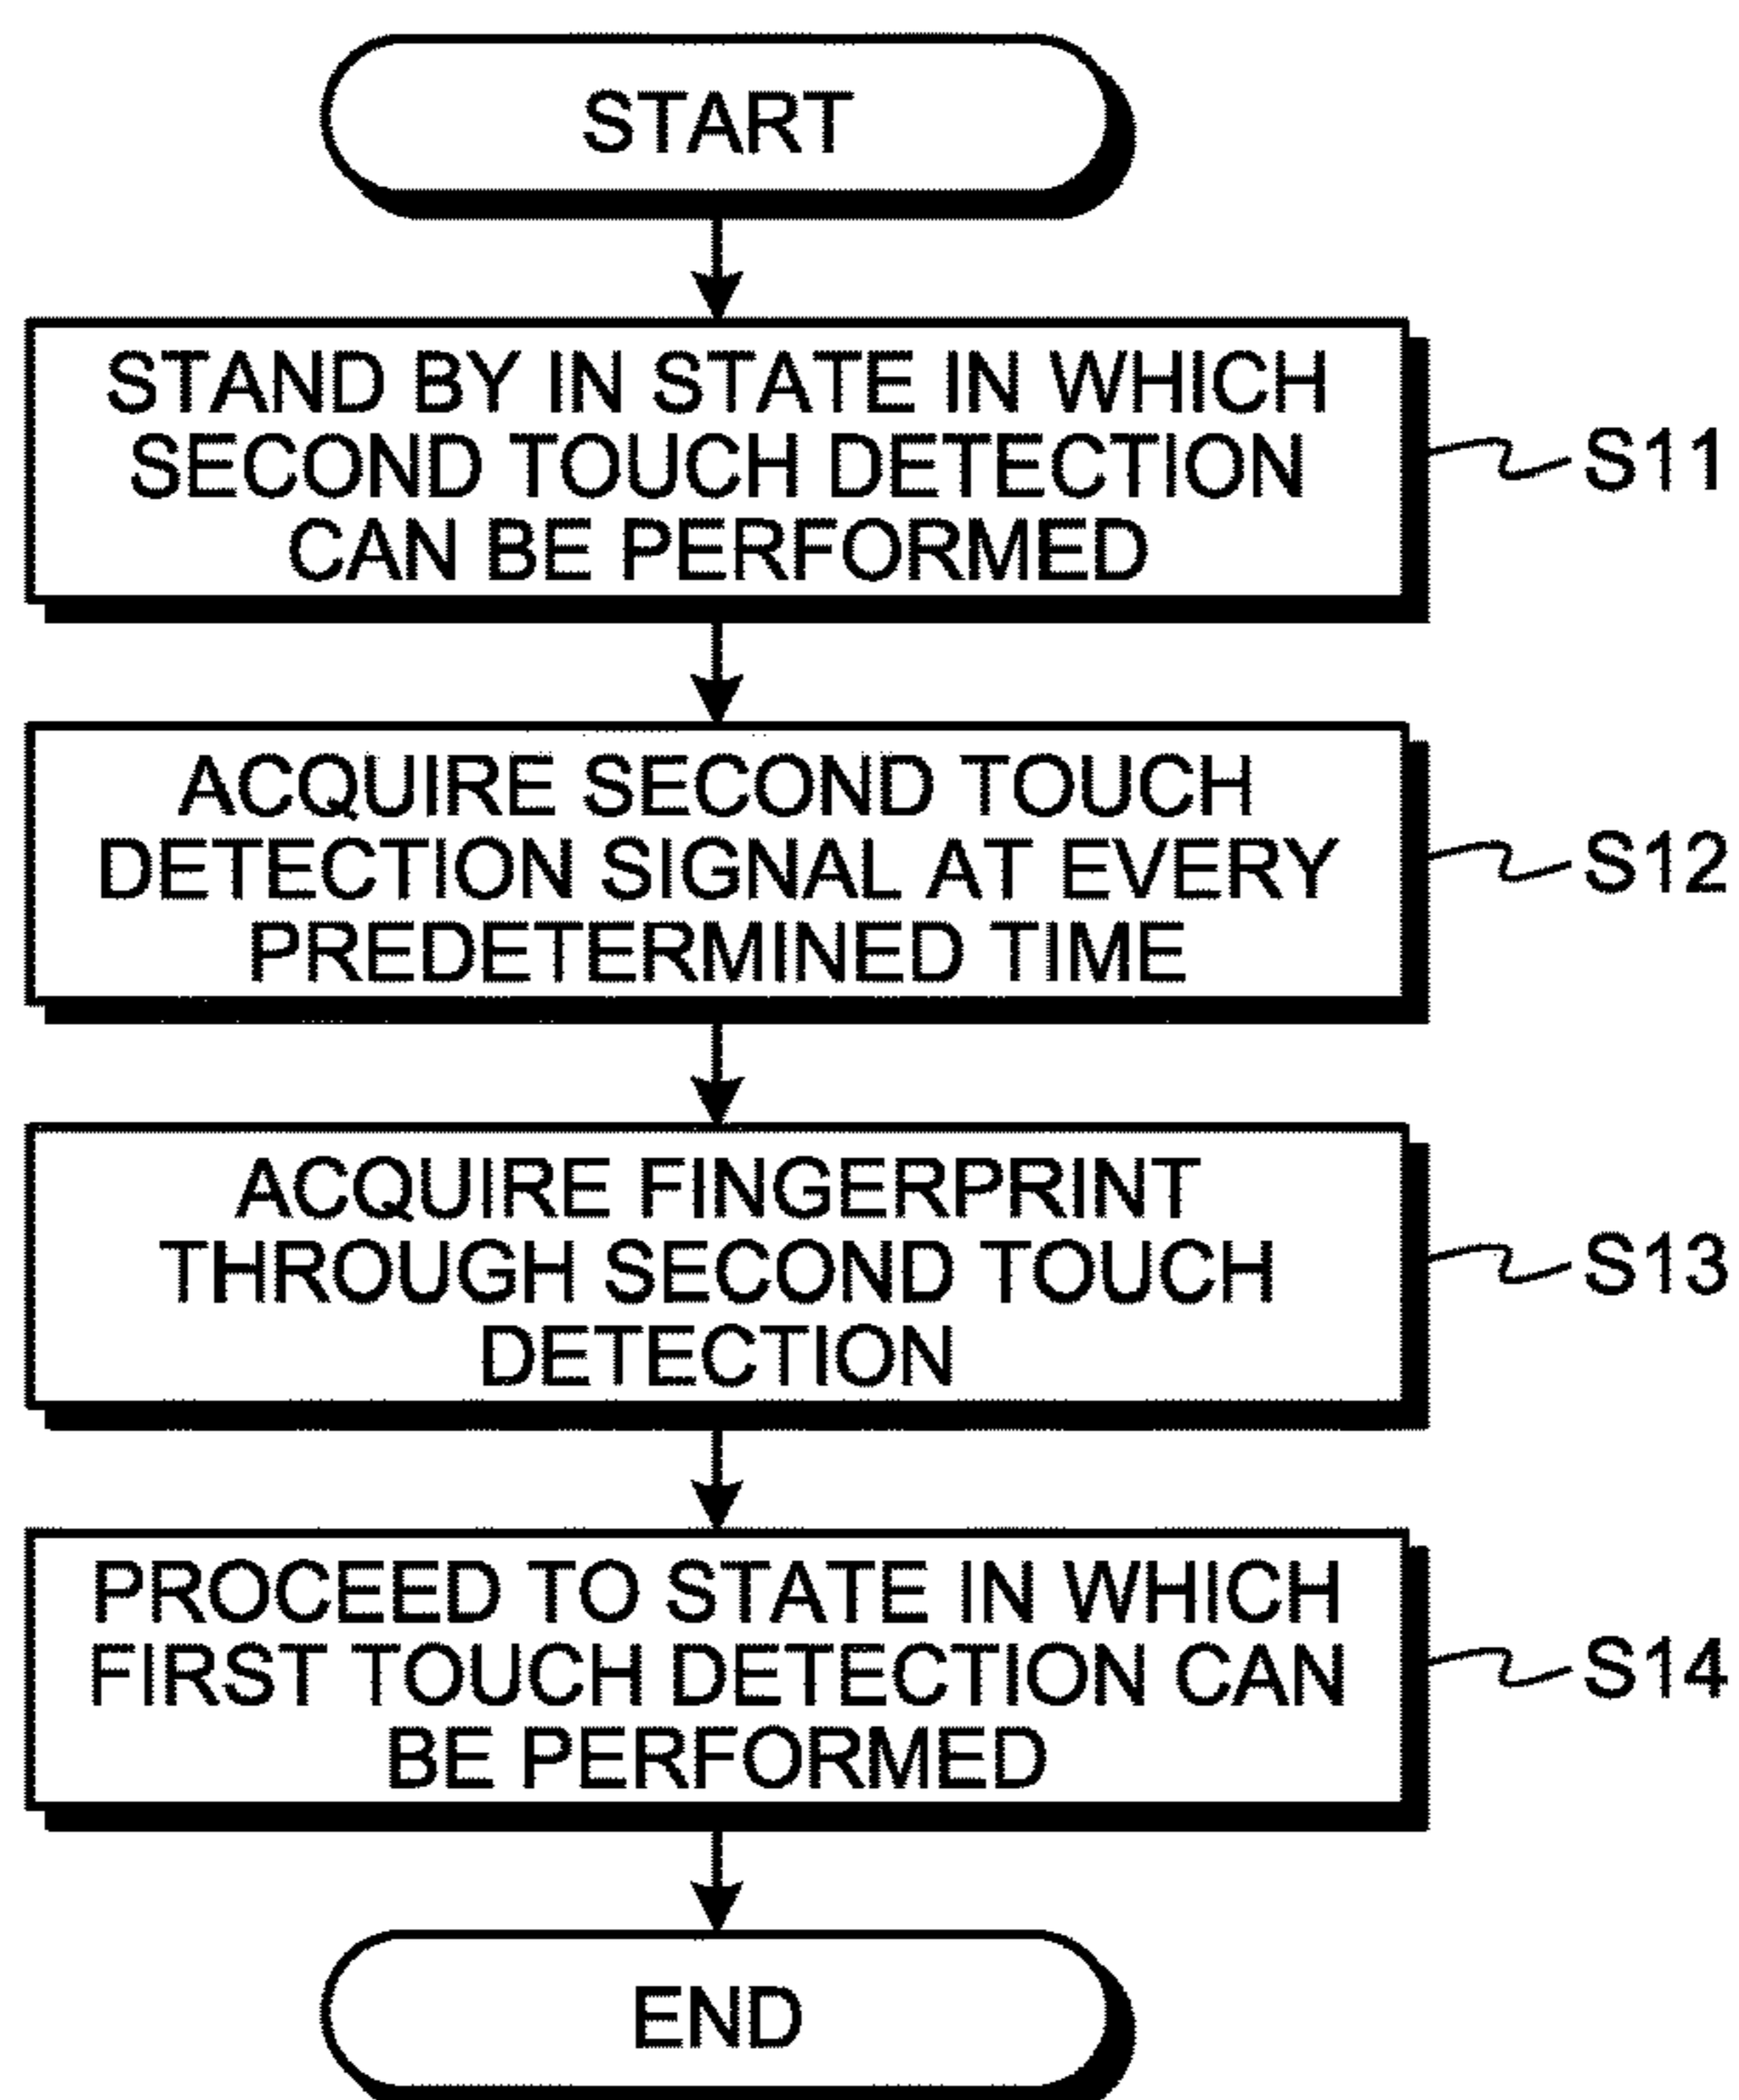 START
STAND BY IN STATE IN WHICH
SECOND TOUCH DETECTION
CAN BE PERFORMED
S11
ACQUIRE SECOND TOUCH
DETECTION SIGNAL AT EVERY
PREDETERMINED TIME
S12
ACQUIRE FINGERPRINT
THROUGH SECOND TOUCH
DETECTION
S13
PROCEED TO STATE IN WHICH
FIRST TOUCH DETECTION CAN
BE PERFORMED
S14
END